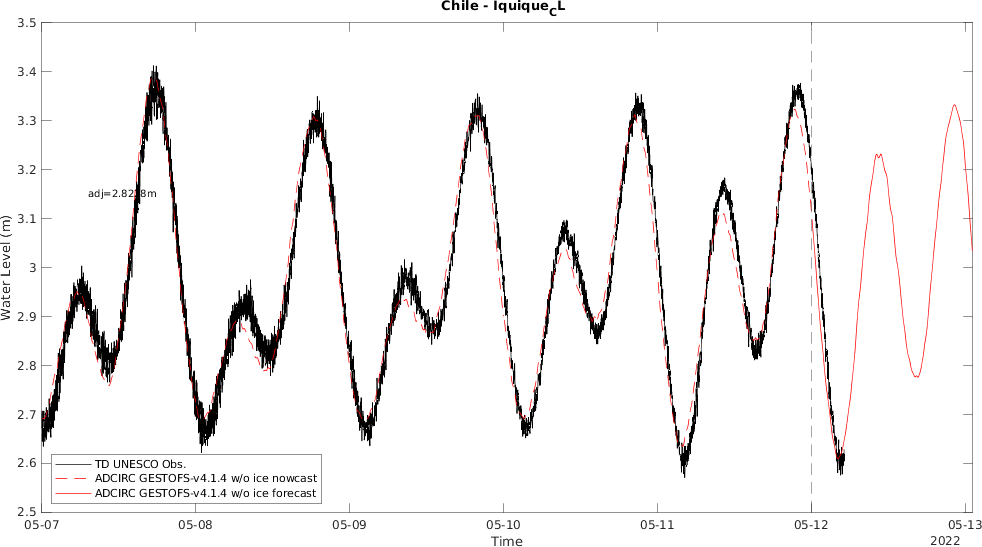 Chile - Iquique_CL
3.5
3.4
3.3
3.2
3.1
3
2.9
2.8
2.7
2.6
2.5
Water Level (m)
adj=2.8228m
TD UNESCO Obs.
ADCIRC GESTOFS-v4.1.4 w/o ice nowcast
ADCIRC GESTOFS-v4.1.4 w/o ice forecast
05-07
05-08
05-09
05-10
05-11
05-12
05-13
Time
2022